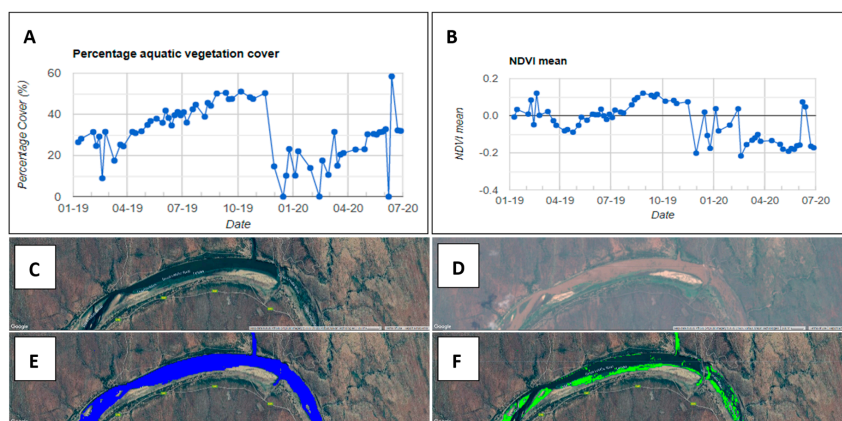 A
Percentage aquatic vegetation cover
Percentage Cover (%)
60
40
20
0
01-19 04-19 07-19 10-19 01-20 04-20 07-20
Date
B
NDVI mean
NDVI mean
0.2
0.0
-0.2
-0.4
01-19 04-19 07-19 10-19 01-20 04-20 07-20
Date
C
Google
D
Google
E
Google
F
Google